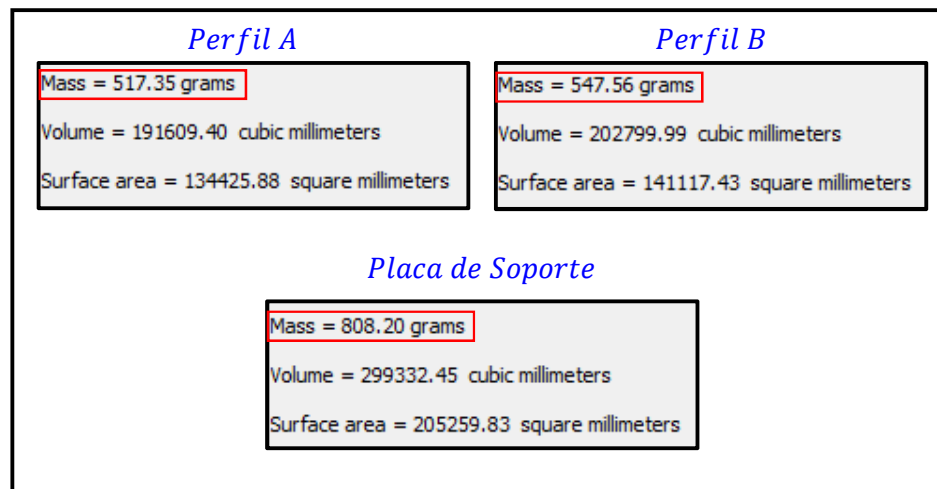 Perfil A
Mass = 517.35 grams
Volume = 191609.40 cubic millimeters
Surface area = 134425.88 square millimeters
Perfil B
Mass = 547.56 grams
Volume = 202799.99 cubic millimeters
Surface area = 141117.43 square millimeters
Placa de Soporte
Mass = 808.20 grams
Volume = 299332.45 cubic millimeters
Surface area = 205259.83 square millimeters